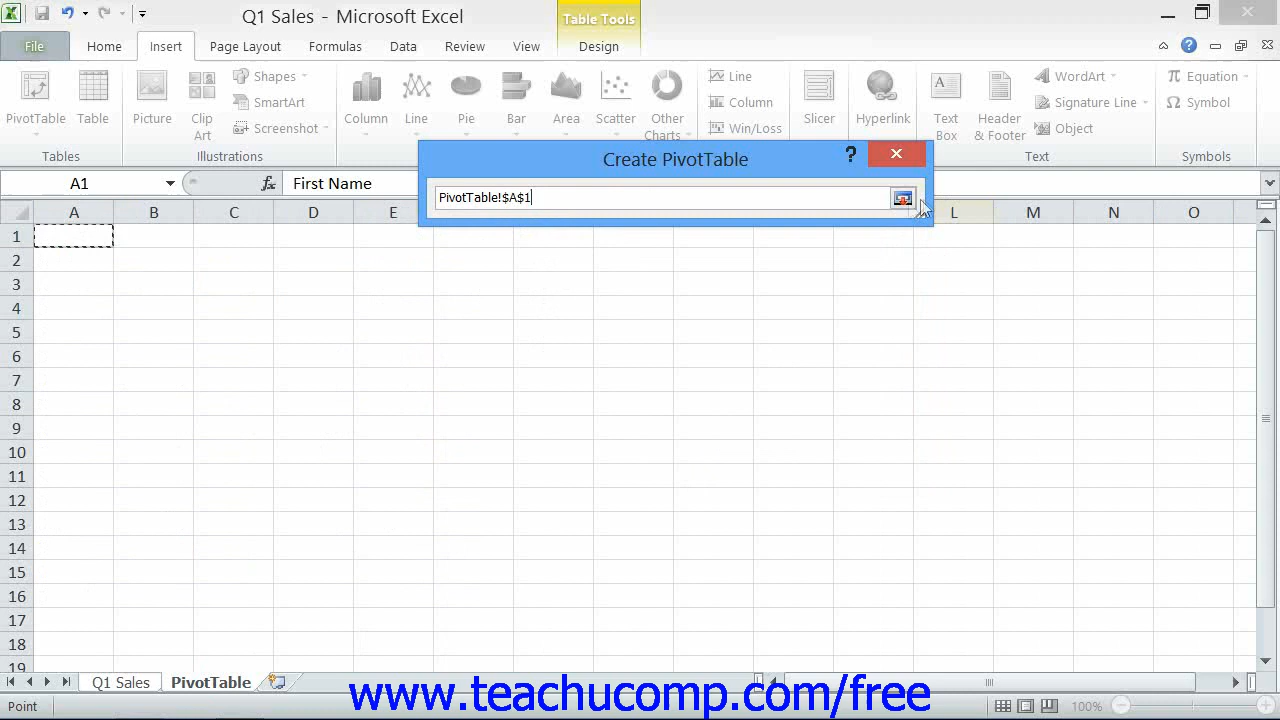 Q1 Sales - Microsoft Excel
Table Tools
File Home Insert Page Layout Formulas Data Review View Design
PivotTable
Table
Tables
Picture
Clip
Art
Shapes
SmartArt
Screenshot
Illustrations
Column
Line
Pie
Bar
Area
Scatter
Other
Charts
Line
Column
Win/Loss
Slicer
Hyperlink
Text
Box
Header
& Footer
WordArt
Signature Line
Object
Text
Equation
Symbol
Symbols
Create PivotTable
PivotTable!$A$1
A1
fx
First Name
A B C D E L M N O
1
2
3
4
5
6
7
8
9
10
11
12
13
14
15
16
17
18
19
Q1 Sales PivotTable
www.teachucomp.com/free
Point
100%